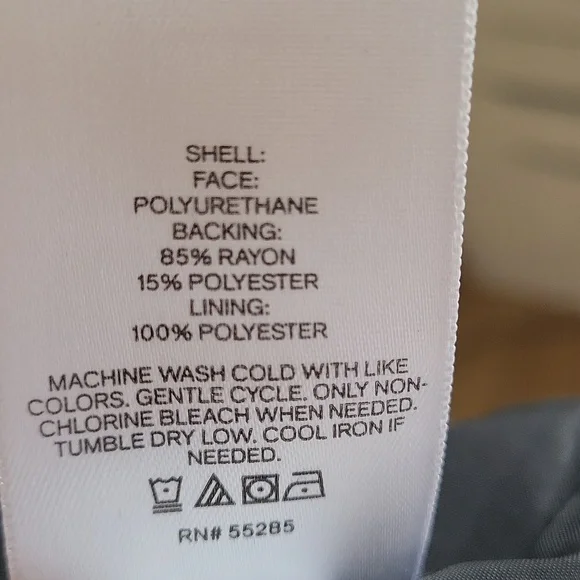 SHELL:
FACE:
POLYURETHANE
BACKING:
85% RAYON
15% POLYESTER
LINING:
100% POLYESTER
MACHINE WASH COLD WITH LIKE
COLORS. GENTLE CYCLE. ONLY NON-
CHLORINE BLEACH WHEN NEEDED.
TUMBLE DRY LOW. COOL IRON IF
NEEDED.
RN# 55285